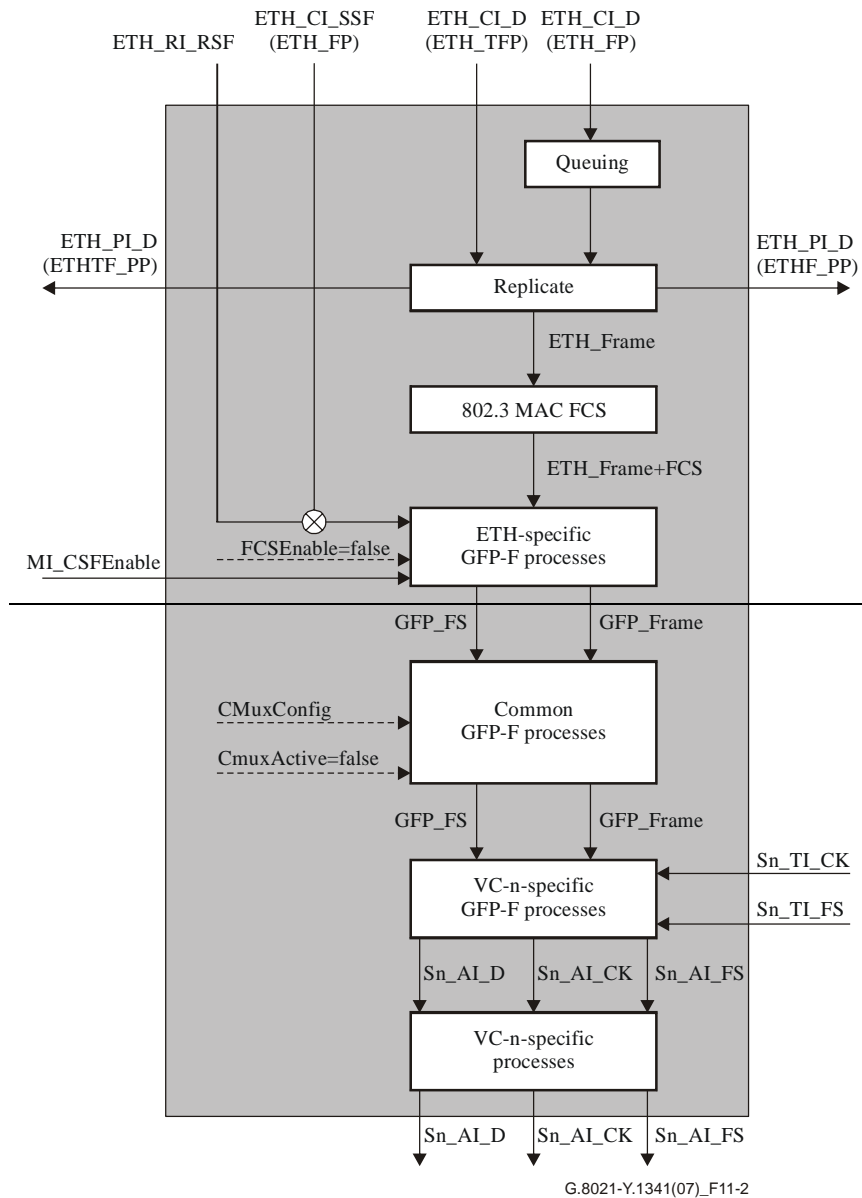 ETH_RI_RSF
ETH_CI_SSF
(ETH_FP)
ETH_CI_D
(ETH_TFP)
ETH_CI_D
(ETH_FP)
Queuing
ETH_PI_D
(ETHTF_PP)
ETH_PI_D
(ETHF_PP)
Replicate
ETH_Frame
802.3 MAC FCS
ETH_Frame+FCS
ETH-specific
GFP-F processes
FCSEnable=false
MI_CSFEnable
GFP_FS
GFP_Frame
Common
GFP-F processes
CMuxConfig
CmuxActive=false
GFP_FS
GFP_Frame
VC-n-specific
GFP-F processes
Sn_TI_CK
Sn_TI_FS
Sn_AI_D
Sn_AI_CK
Sn_AI_FS
VC-n-specific
processes
Sn_AI_D
Sn_AI_CK
Sn_AI_FS
G.8021-Y.1341(07)_F11-2